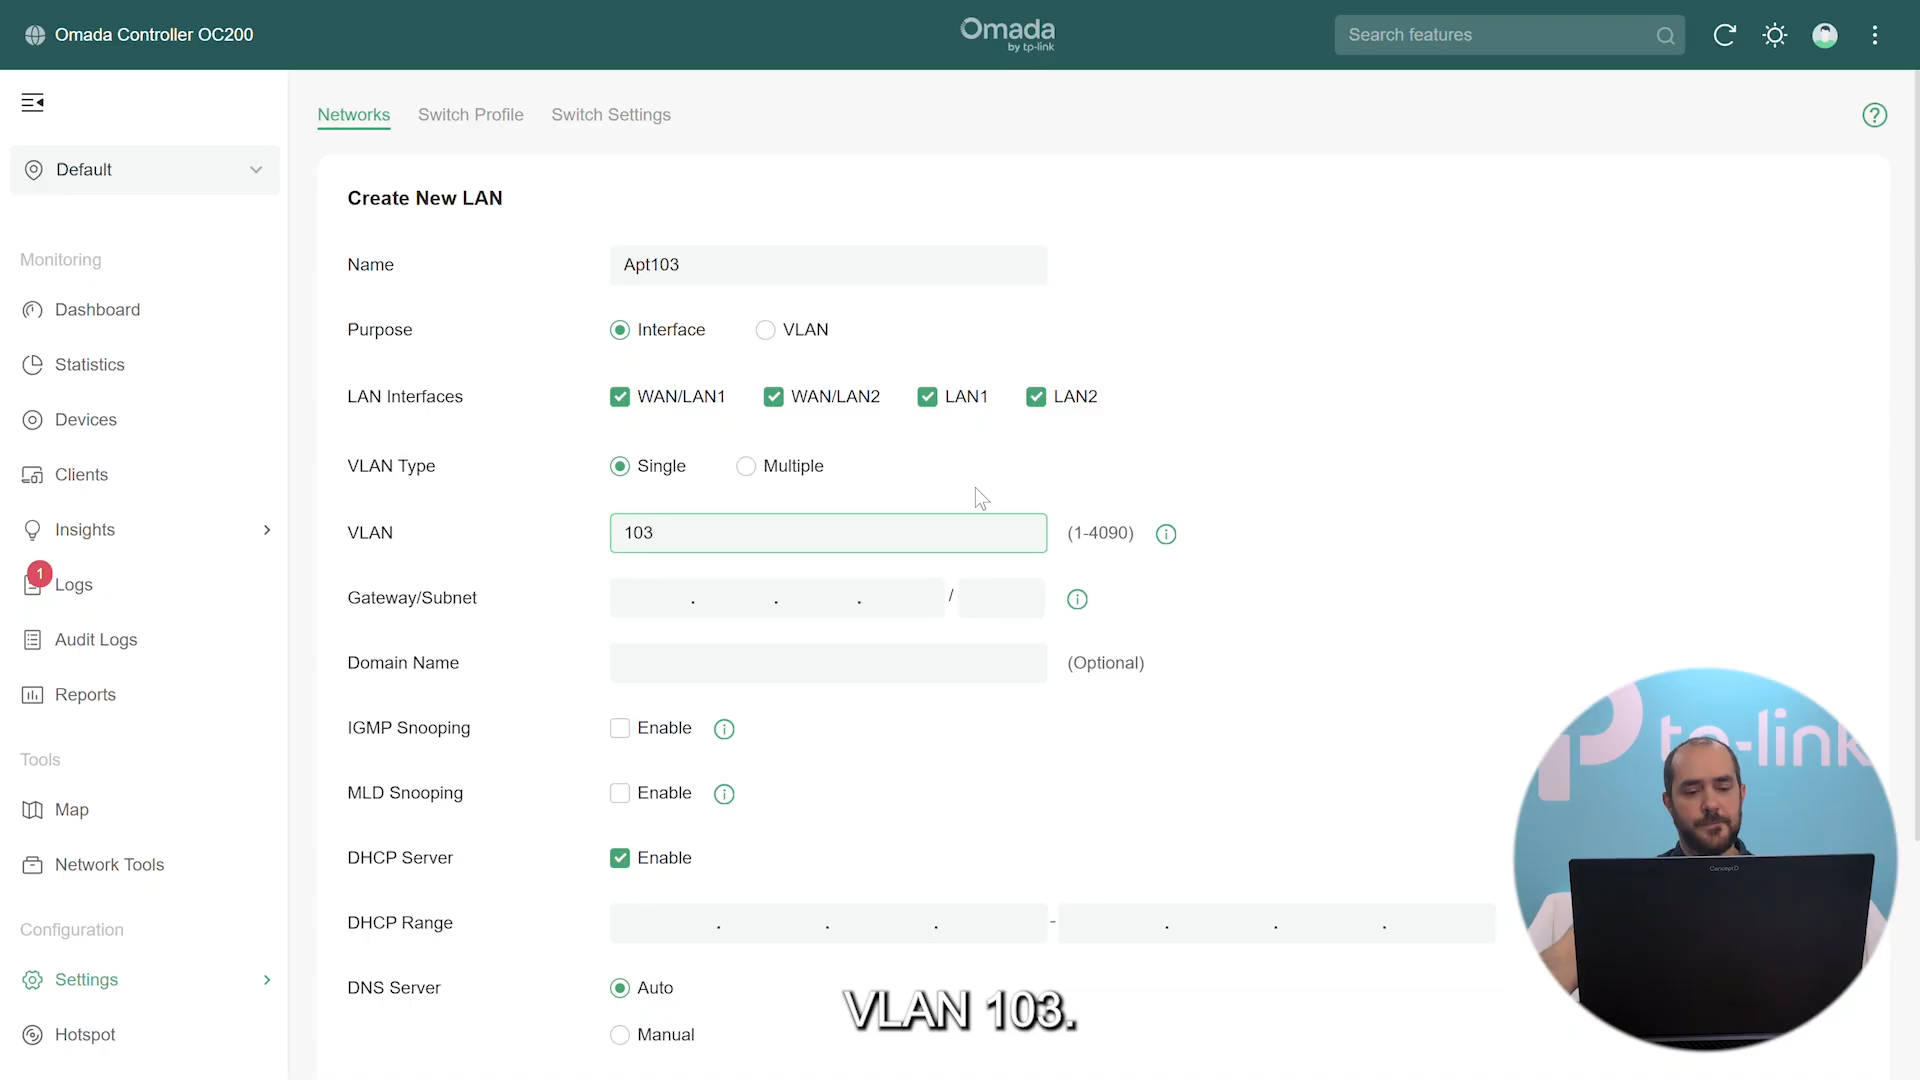 Omada Controller OC200
Omada
by tp-link
Search features
Networks
Switch Profile
Switch Settings
Default
Create New LAN
Monitoring
Dashboard
Statistics
Devices
Clients
Insights
1
Logs
Audit Logs
Reports
Tools
Map
Network Tools
Configuration
Settings
Hotspot
Name
Apt103
Purpose
Interface
VLAN
LAN Interfaces
WAN/LAN1
WAN/LAN2
LAN1
LAN2
VLAN Type
Single
Multiple
VLAN
103
(1-4090)
Gateway/Subnet
. . . /
Domain Name
(Optional)
IGMP Snooping
Enable
MLD Snooping
Enable
DHCP Server
Enable
DHCP Range
. . . - . . .
DNS Server
Auto
Manual
tp-link
ConceptD
VLAN 103.